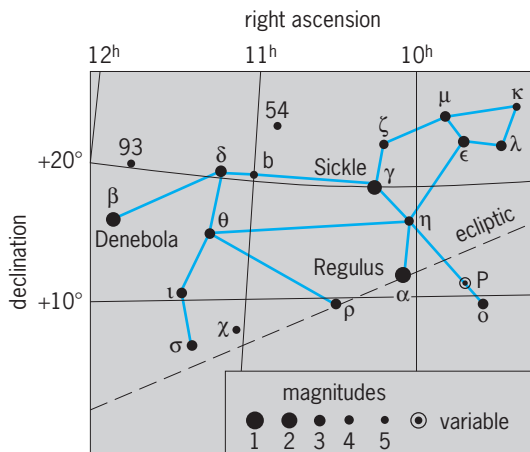 right ascension
12h 11h 10h
54
μ κ
ζ
93
δ b ε λ
+20°
Sickle γ
β
Denebola θ η
ecliptic
declination
Regulus P
ι α ο
+10° ρ
χ
σ
magnitudes
variable
1 2 3 4 5